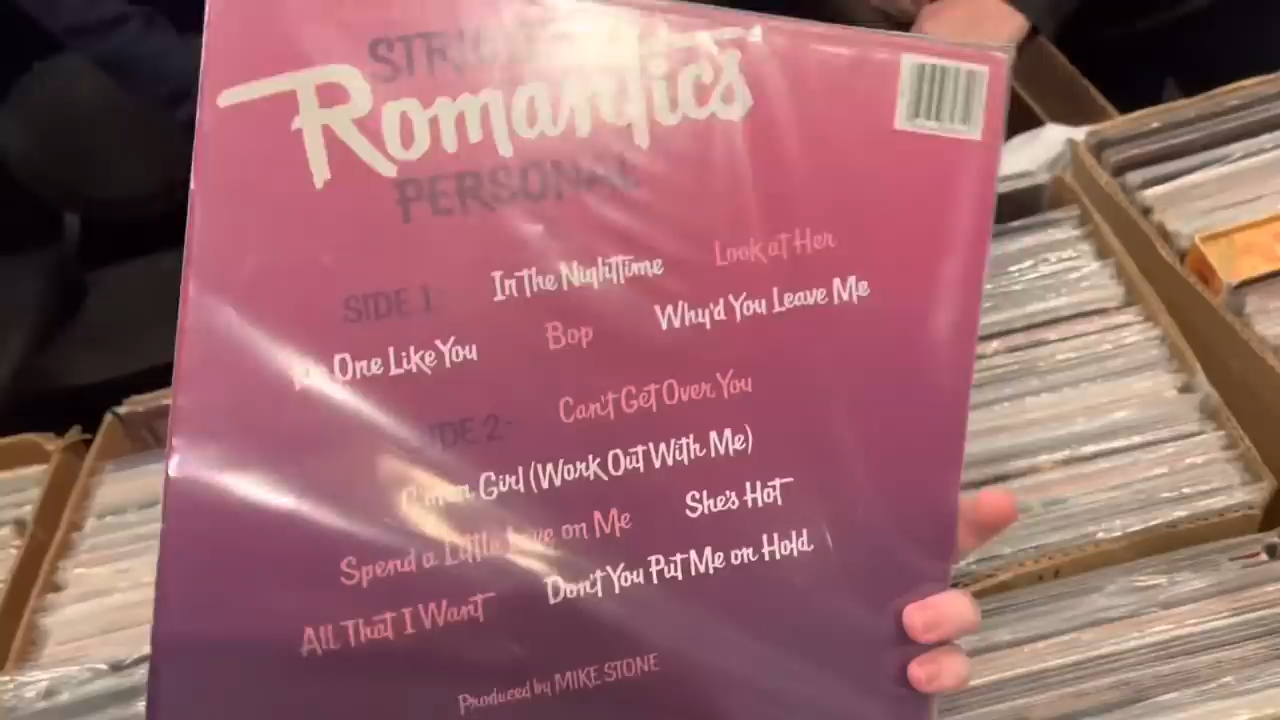 Romantics
PERSONAL
SIDE 1: In The Nighttime Look at Her
One Like You Bop Why'd You Leave Me
2: Can't Get Over You
Girl (Work Out With Me)
Spend a Little Love on Me She's Hot
All That I Want Don't You Put Me on Hold
Produced by MIKE STONE